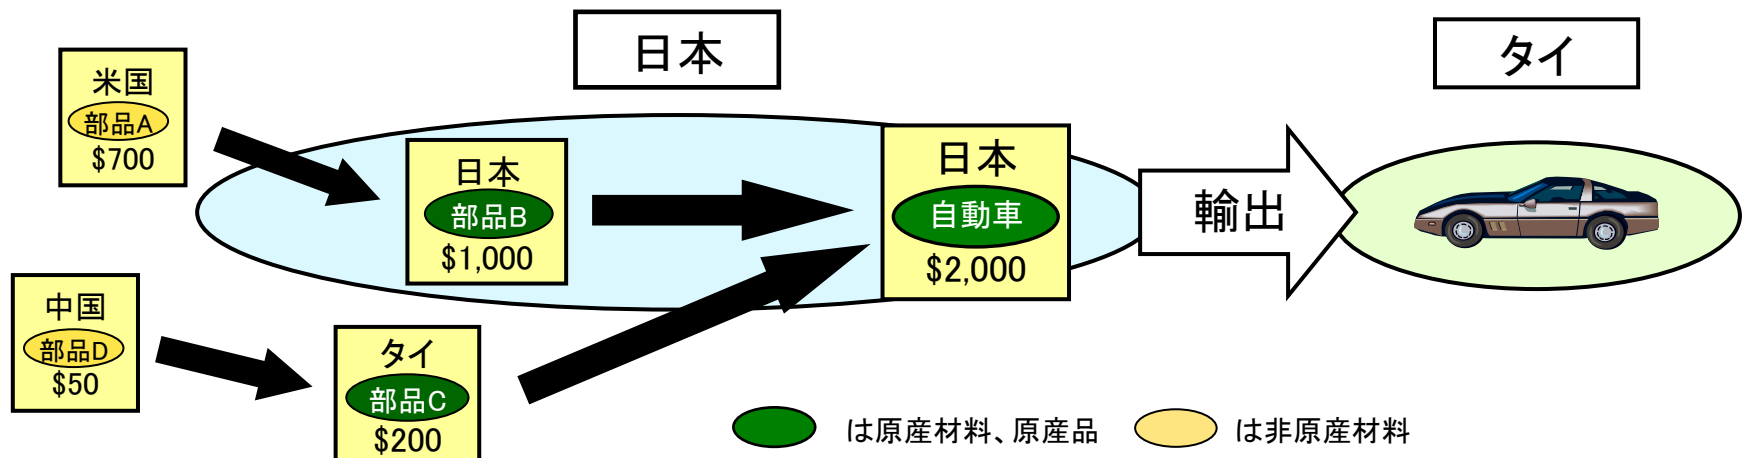 日本
タイ
米国
部品A
$700
日本
部品B
$1,000
日本
自動車
$2,000
輸出
中国
部品D
$50
タイ
部品C
$200
は原産材料、原産品
は非原産材料